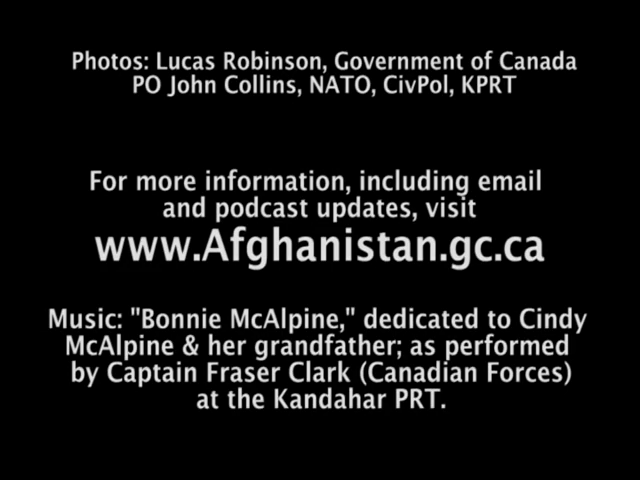 Photos: Lucas Robinson, Government of Canada
PO John Collins, NATO, CivPol, KPRT
For more information, including email
and podcast updates, visit
www.Afghanistan.gc.ca
Music: "Bonnie McAlpine," dedicated to Cindy
McAlpine & her grandfather; as performed
by Captain Fraser Clark (Canadian Forces)
at the Kandahar PRT.